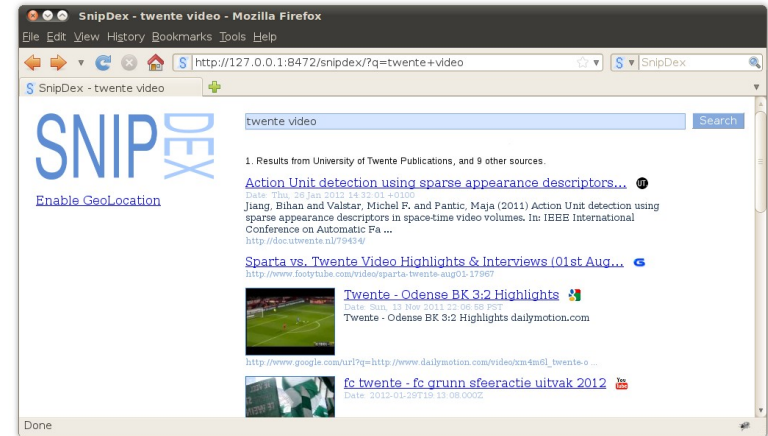 SnipDex - twente video - Mozilla Firefox
File Edit View History Bookmarks Tools Help
http://127.0.0.1:8472/snipdex/?q=twente+video
SnipDex
SnipDex - twente video
SNIPDEX
twente video
Search
Enable GeoLocation
1. Results from University of Twente Publications, and 9 other sources.
Action Unit detection using sparse appearance descriptors...
Date: Thu, 26 Jan 2012 14:32:01 +0100
Jiang, Bihan and Valstar, Michel F. and Pantic, Maja (2011) Action Unit detection using
sparse appearance descriptors in space-time video volumes. In: IEEE International
Conference on Automatic Fa ...
http://doc.utwente.nl/79434/
Sparta vs. Twente Video Highlights & Interviews (01st Aug...
http://www.footytube.com/video/sparta-twente-aug01-17967
Twente - Odense BK 3:2 Highlights
Date: Sun, 13 Nov 2011 22:06:58 PST
Twente - Odense BK 3:2 Highlights dailymotion.com
http://www.google.com/url?q=http://www.dailymotion.com/video/xm4m6l_twente-o ...
fc twente - fc grunn sfeeractie uitvak 2012
You Tube
Date: 2012-01-29T19:13:08.000Z
Done